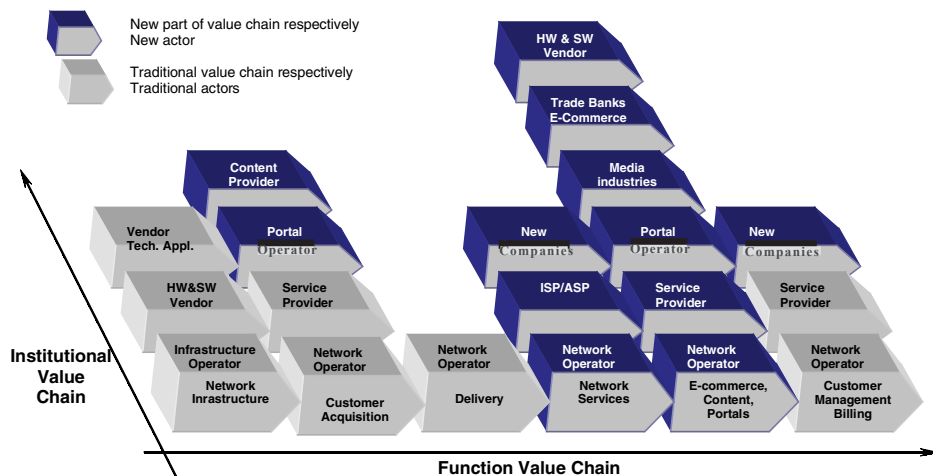 New part of value chain respectively
New actor
Traditional value chain respectively
Traditional actors
HW & SW
Vendor
Trade Banks
E-Commerce
Content
Provider
Media
industries
Vendor
Tech. Appl.
Portal
Operator
New
Companies
Portal
Operator
New
Companies
HW&SW
Vendor
Service
Provider
ISP/ASP
Service
Provider
Service
Provider
Infrastructure
Operator
Network
Inrastructure
Network
Operator
Customer
Acquisition
Network
Operator
Delivery
Network
Operator
Network
Services
Network
Operator
E-commerce,
Content,
Portals
Network
Operator
Customer
Management
Billing
Institutional
Value
Chain
Function Value Chain